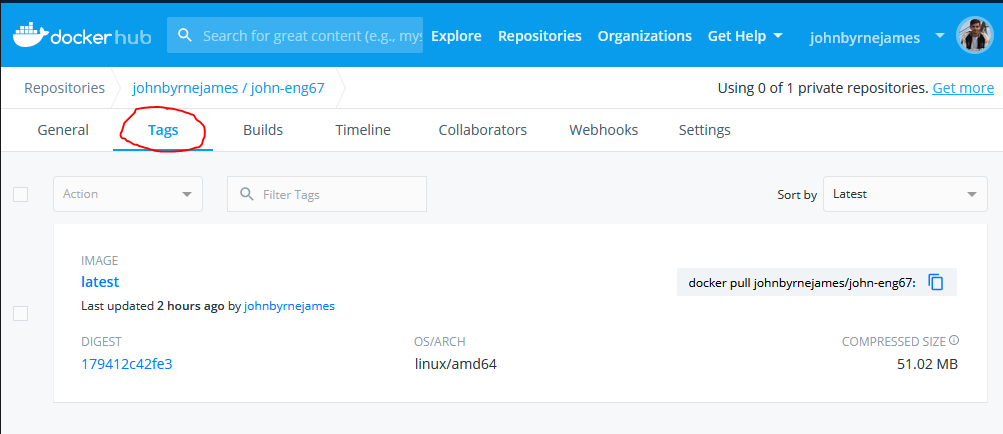 docker hub Search for great content (e.g., mys Explore Repositories Organizations Get Help johnbyrnejames
Repositories johnbyrnejames / john-eng67 Using 0 of 1 private repositories. Get more
General Tags Builds Timeline Collaborators Webhooks Settings
Action Filter Tags Sort by Latest
IMAGE
latest
docker pull johnbyrnejames/john-eng67:
Last updated 2 hours ago by johnbyrnejames
DIGEST OS/ARCH COMPRESSED SIZE
179412c42fe3 linux/amd64 51.02 MB